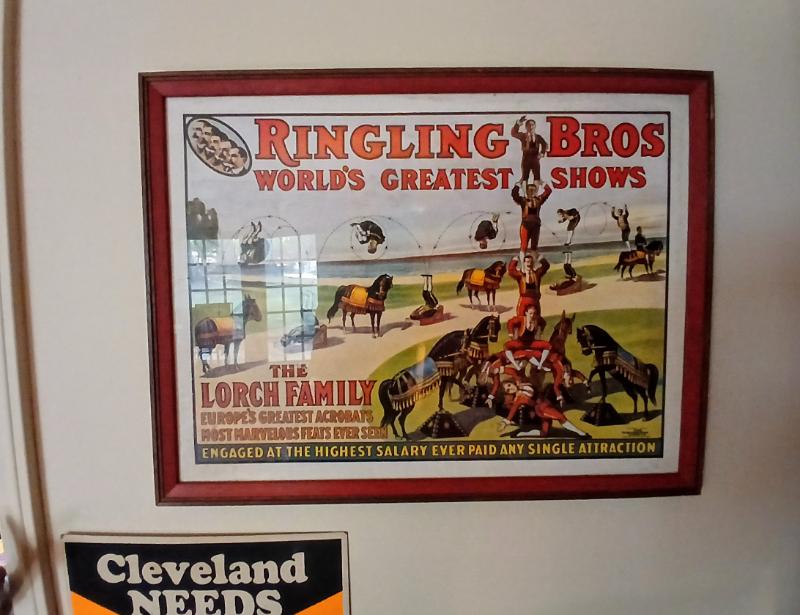 RINGLING BROS
WORLD'S GREATEST SHOWS
THE
LORCH FAMILY
EUROPE'S GREATEST ACROBATS
MOST MARVELOUS FEATS EVER SEEN
ENGAGED AT THE HIGHEST SALARY EVER PAID ANY SINGLE ATTRACTION
Cleveland
NEEDS